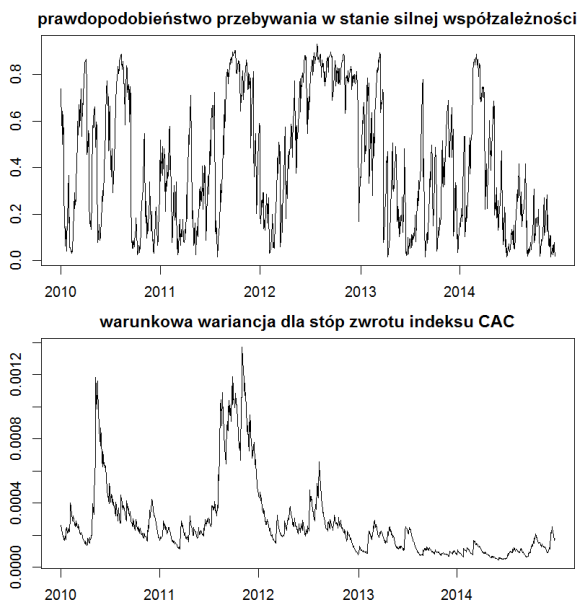 prawdopodobieństwo przebywania w stanie silnej współzależności
0.8
0.6
0.4
0.2
0.0
2010 2011 2012 2013 2014
warunkowa wariancja dla stóp zwrotu indeksu CAC
0.0012
0.0008
0.0004
0.0000
2010 2011 2012 2013 2014